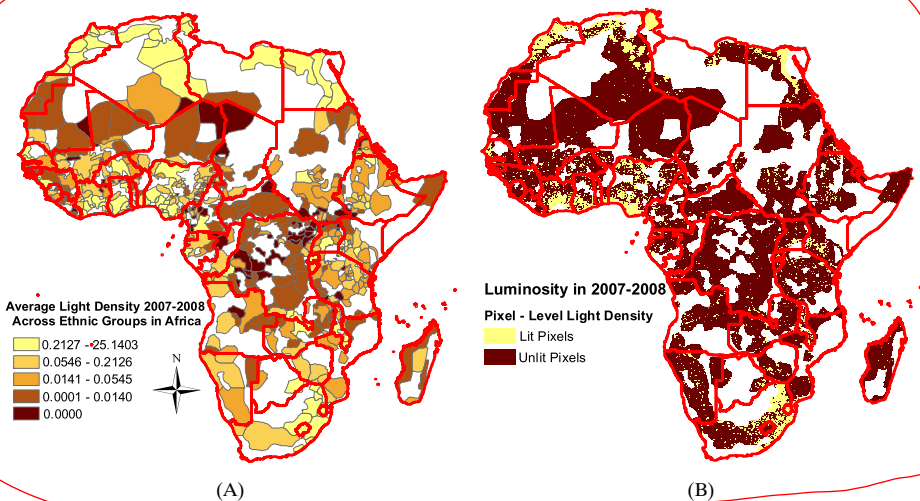 Average Light Density 2007-2008
Across Ethnic Groups in Africa
0.2127 - 25.1403
0.0546 - 0.2126
0.0141 - 0.0545
0.0001 - 0.0140
0.0000
N
(A)
Luminosity in 2007-2008
Pixel - Level Light Density
Lit Pixels
Unlit Pixels
(B)